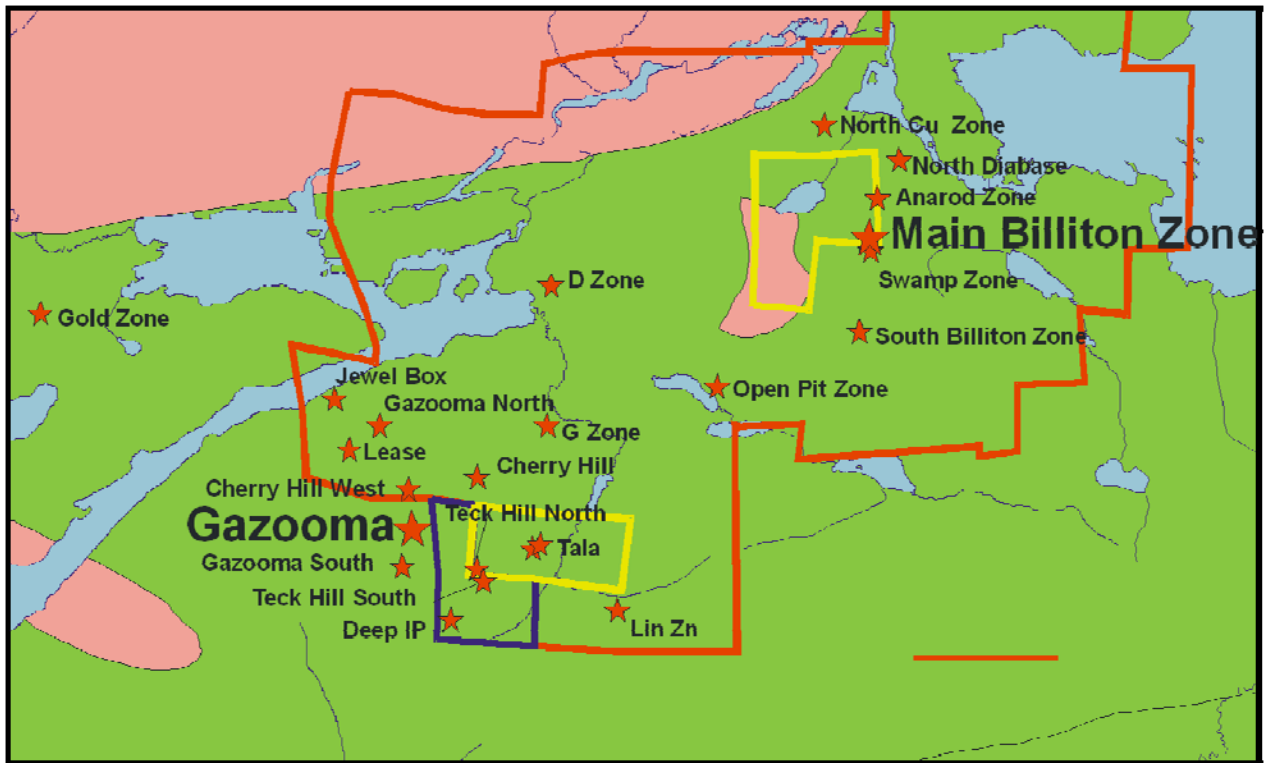 North Cu Zone
North Diabase
Anarod Zone
Main Billiton Zone
Swamp Zone
D Zone
Gold Zone
South Billiton Zone
Jewel Box
Open Pit Zone
Gazooma North
G Zone
Lease
Cherry Hill
Cherry Hill West
Teck Hill North
Gazooma
Tala
Gazooma South
Teck Hill South
Deep IP
Lin Zn